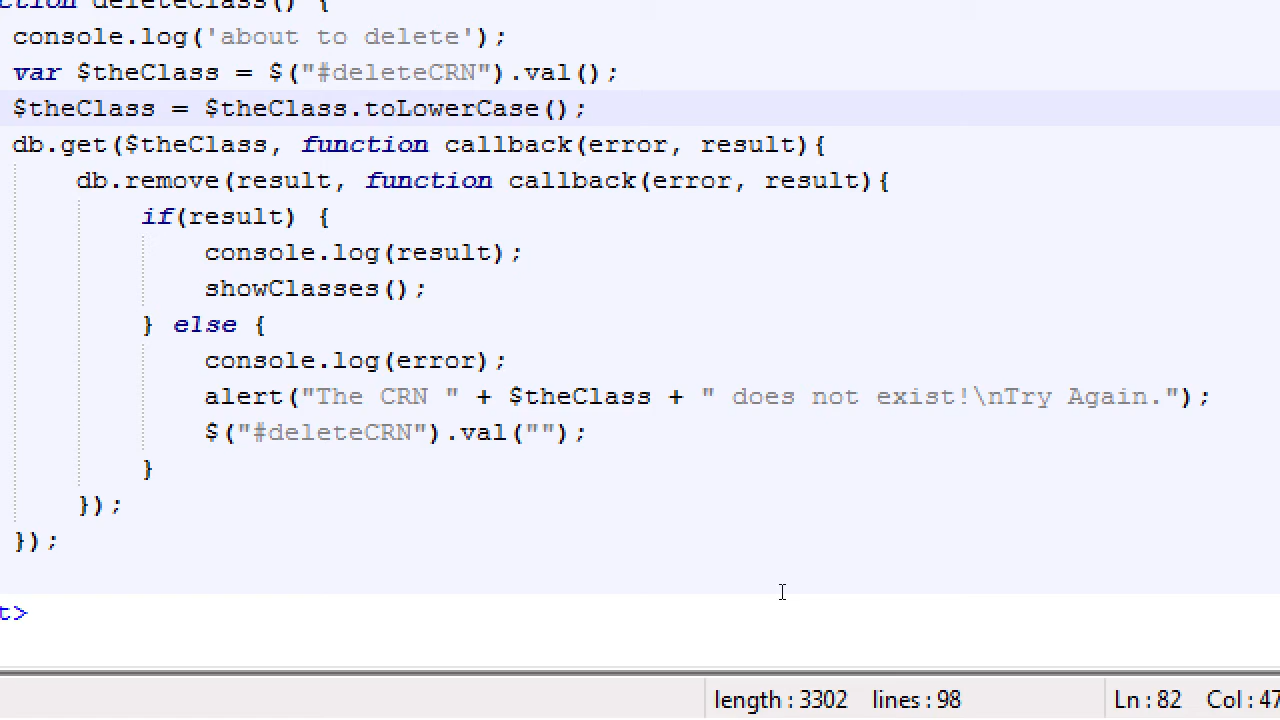 ction deleteClass() {
console.log('about to delete');
var $theClass = $("#deleteCRN").val();
$theClass = $theClass.toLowerCase();
db.get($theClass, function callback(error, result){
db.remove(result, function callback(error, result){
if(result) {
console.log(result);
showClasses();
} else {
console.log(error);
alert("The CRN " + $theClass + " does not exist!\nTry Again.");
$("#deleteCRN").val("");
}
});
});
t>
length : 3302 lines : 98 Ln : 82 Col : 47